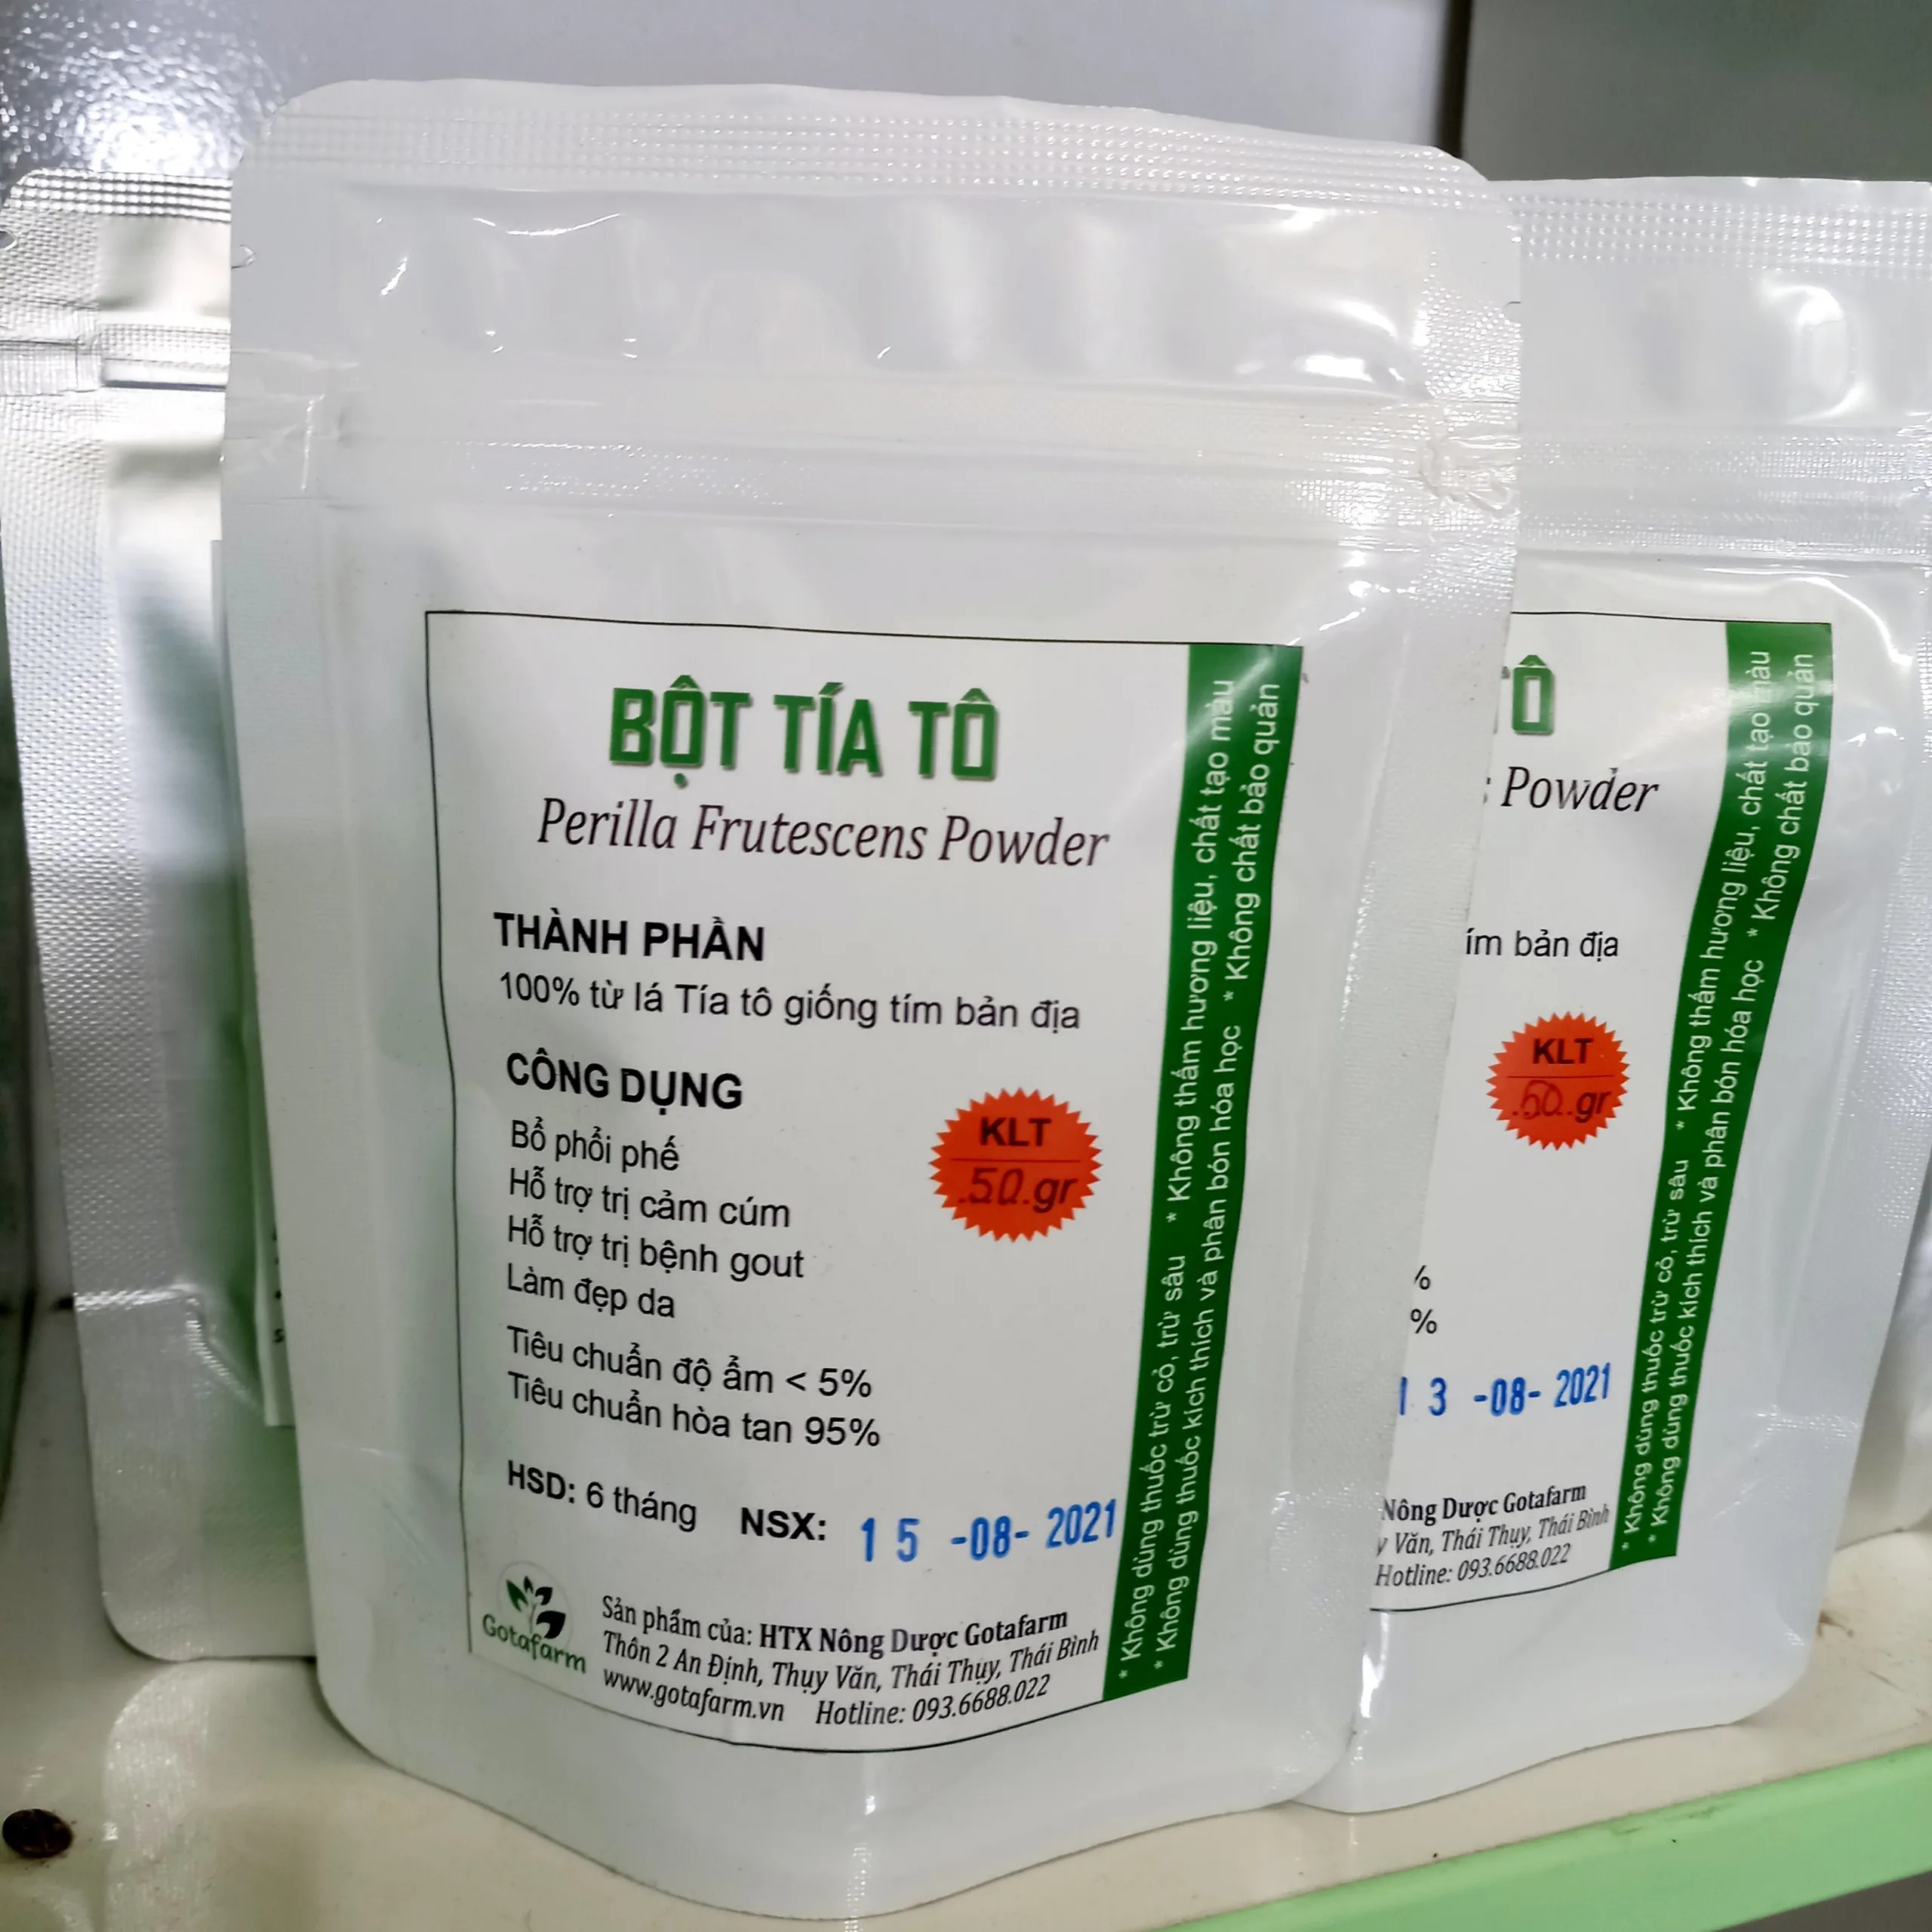 BỘT TÍA TÔ
Perilla Frutescens Powder
THÀNH PHẦN
100% từ lá Tía tô giống tím bản địa
CÔNG DỤNG
Bổ phổi phế
Hỗ trợ trị cảm cúm
Hỗ trợ trị bệnh gout
Làm đẹp da
KLT
50.gr
Tiêu chuẩn độ ẩm < 5%
Tiêu chuẩn hòa tan 95%
HSD: 6 tháng NSX: 15 -08- 2021
Gotafarm
Sản phẩm của: HTX Nông Dược Gotafarm
Thôn 2 An Định, Thụy Văn, Thái Thụy, Thái Bình
www.gotafarm.vn Hotline: 093.6688.022
* Không dùng thuốc trừ cỏ, trừ sâu * Không thấm hương liệu, chất tạo màu
* Không dùng thuốc kích thích và phân bón hóa học * Không chất bảo quản
TÔ
Powder
tím bản địa
KLT
50.gr
%
%
13 -08- 2021
Nông Dược Gotafarm
Văn, Thái Thụy, Thái Bình
Hotline: 093.6688.022
* Không dùng thuốc trừ cỏ, trừ sâu * Không thấm hương liệu, chất tạo màu
* Không dùng thuốc kích thích và phân bón hóa học * Không chất bảo quản